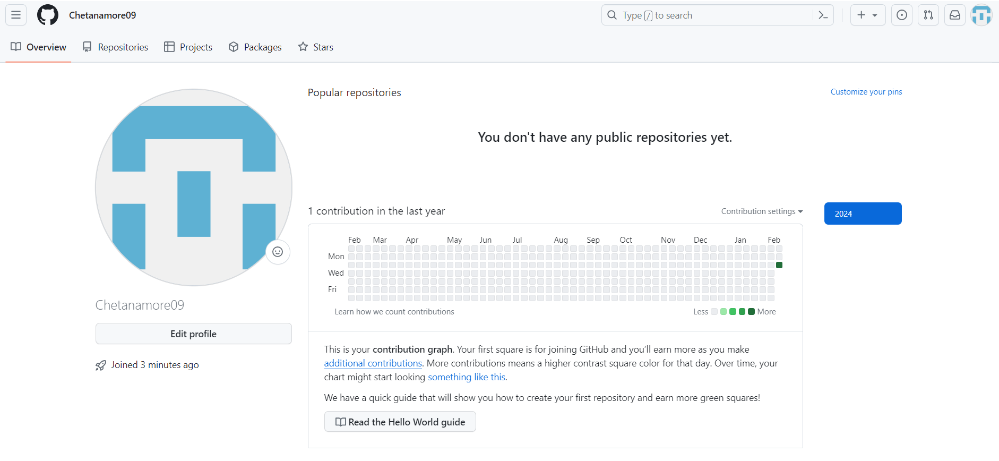 Chetanamore09
Type / to search
Overview Repositories Projects Packages Stars
Popular repositories
Customize your pins
You don't have any public repositories yet.
1 contribution in the last year
Contribution settings
2024
Feb Mar Apr May Jun Jul Aug Sep Oct Nov Dec Jan Feb
Mon
Wed
Fri
Learn how we count contributions
Less More
Chetanamore09
Edit profile
Joined 3 minutes ago
This is your contribution graph. Your first square is for joining GitHub and you’ll earn more as you make
additional contributions. More contributions means a higher contrast square color for that day. Over time, your
chart might start looking something like this.
We have a quick guide that will show you how to create your first repository and earn more green squares!
Read the Hello World guide